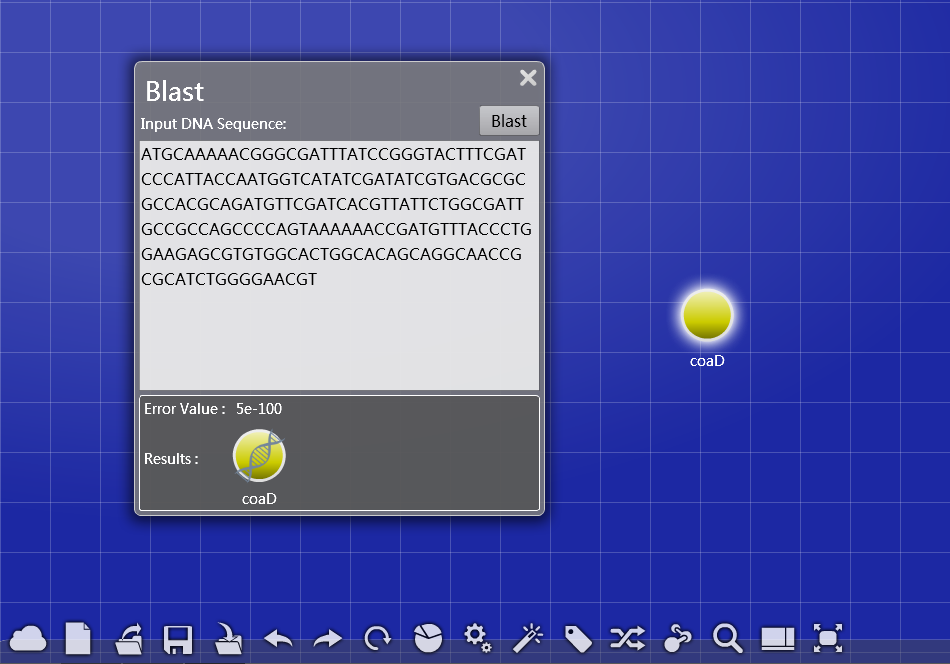 Blast
Input DNA Sequence:
Blast
ATGCAAAAACGGGCGATTTATCCGGGTACTTTCGAT
CCCATTACCAATGGTCATATCGATATCGTGACGCGC
GCCACGCAGATGTTCGATCACGTTATTCTGGCGATT
GCCGCCAGCCCCAGTAAAAAACCGATGTTTACCCTG
GAAGAGCGTGTGGCACTGGCACAGCAGGCAACCG
CGCATCTGGGGAACGT
Error Value : 5e-100
Results :
coaD
coaD